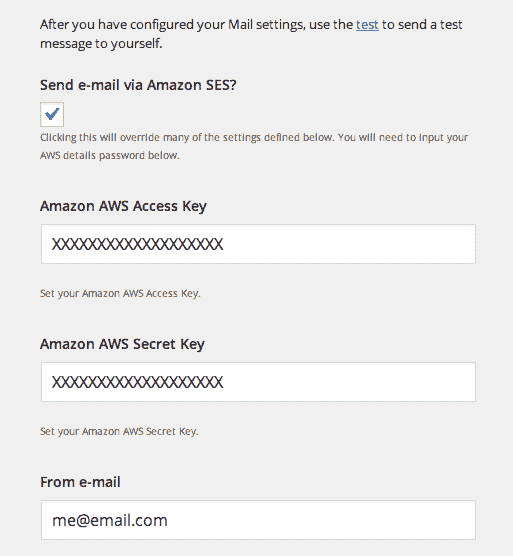 After you have configured your Mail settings, use the test to send a test
message to yourself.
Send e-mail via Amazon SES?
Clicking this will override many of the settings defined below. You will need to input your
AWS details password below.
Amazon AWS Access Key
XXXXXXXXXXXXXXXXXXX
Set your Amazon AWS Access Key.
Amazon AWS Secret Key
XXXXXXXXXXXXXXXXXXX
Set your Amazon AWS Secret Key.
From e-mail
me@email.com